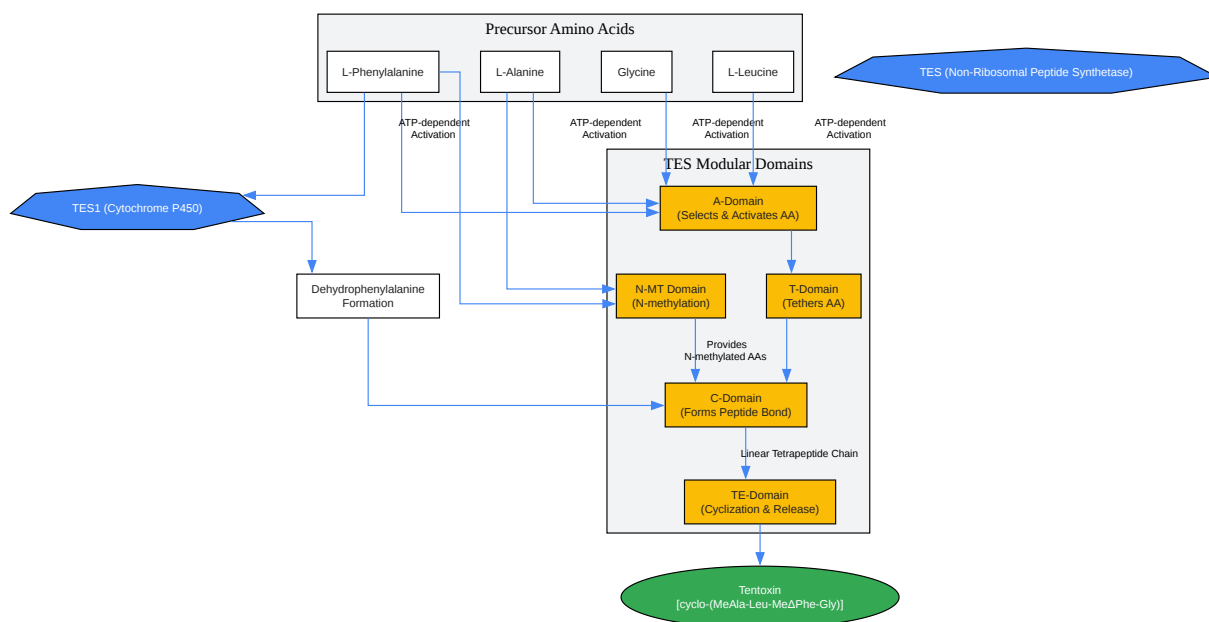 Precursor Amino Acids
L-Phenylalanine
L-Alanine
Glycine
L-Leucine
TES (Non-Ribosomal Peptide Synthetase)
ATP-dependent
Activation
ATP-dependent
Activation
ATP-dependent
Activation
ATP-dependent
Activation
TES Modular Domains
TES1 (Cytochrome P450)
A-Domain
(Selects & Activates AA)
Dehydrophenylalanine
Formation
N-MT Domain
(N-methylation)
T-Domain
(Tethers AA)
Provides
N-methylated AAs
C-Domain
(Forms Peptide Bond)
Linear Tetrapeptide Chain
TE-Domain
(Cyclization & Release)
Tentoxin
[cyclo-(MeAla-Leu-MeΔPhe-Gly)]